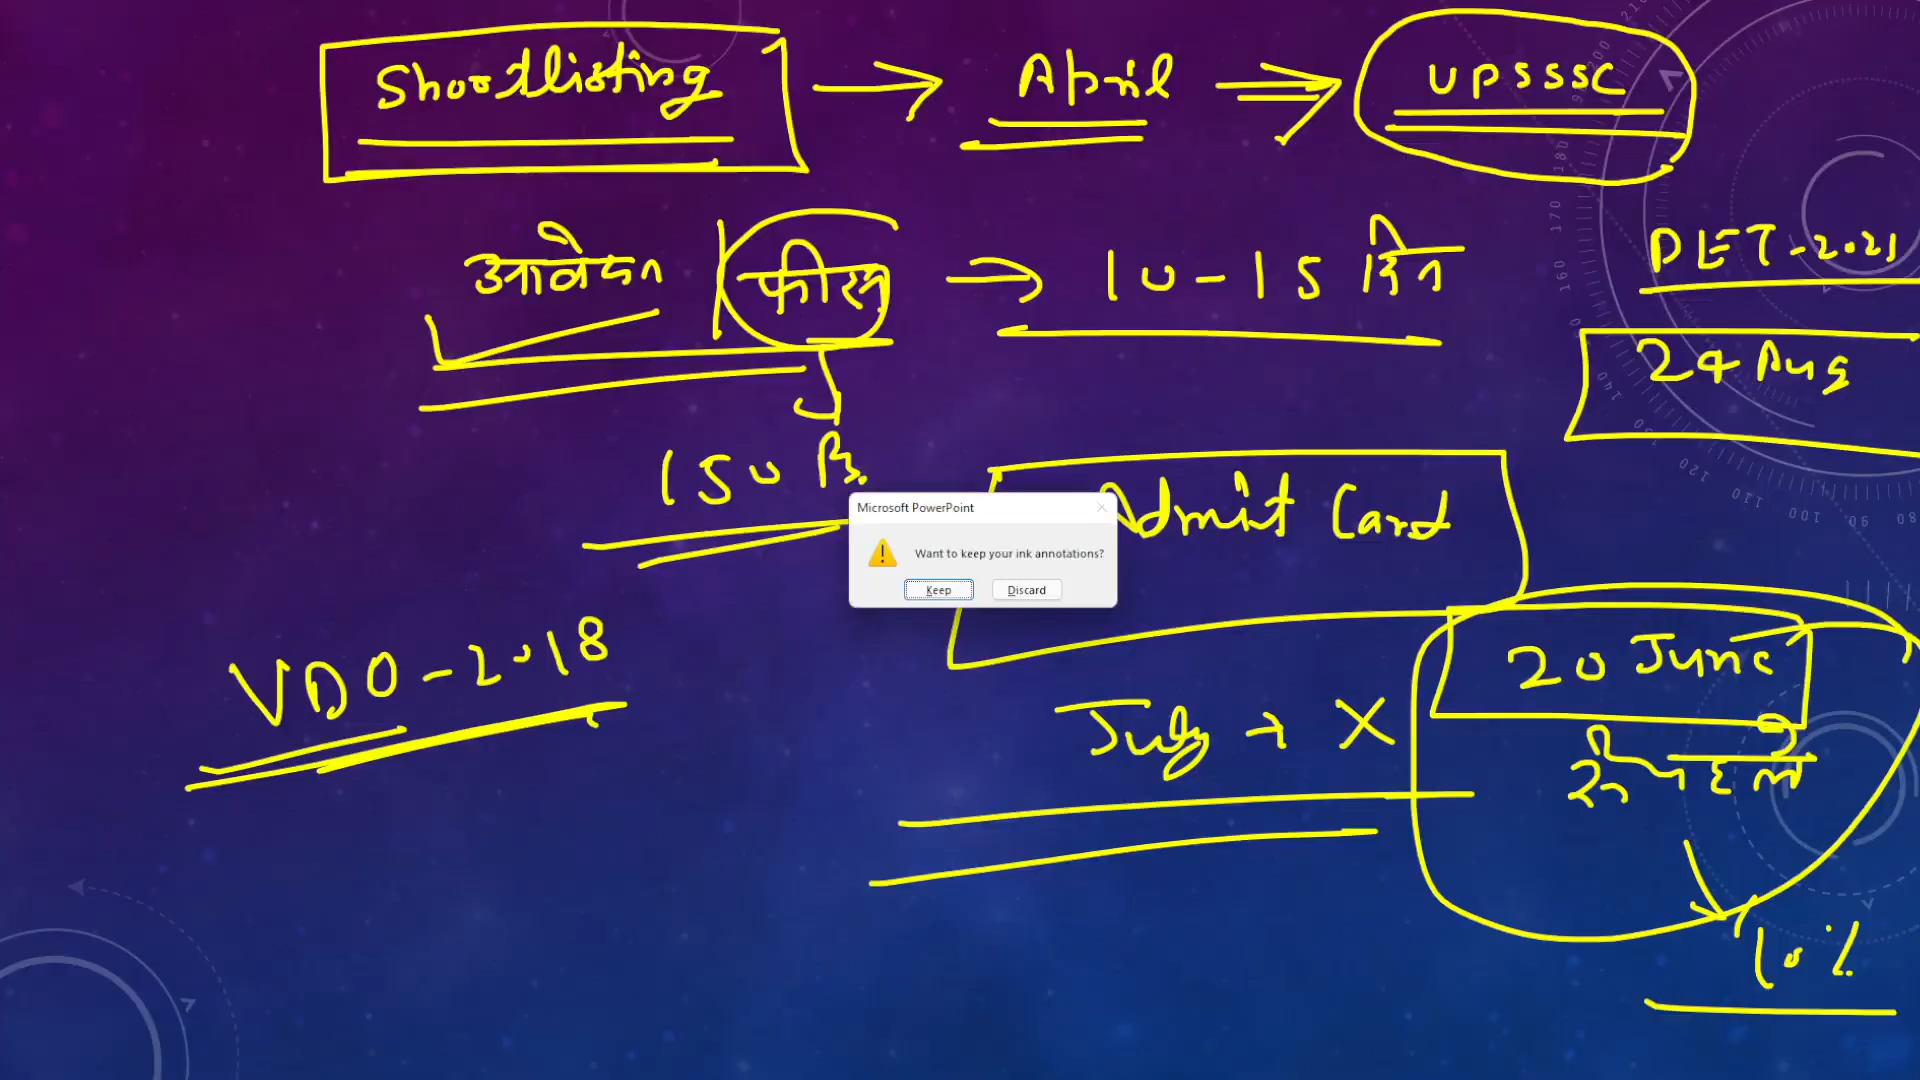 Shortlisting → April ⇒ UPSSSC
आवेदन | फीस → 10-15 दिन
PET-2021
24 Aug
150 Rs.
Admit Card
Microsoft PowerPoint
Want to keep your ink annotations?
Keep Discard
VDO-2018
20 June
July → X
10%